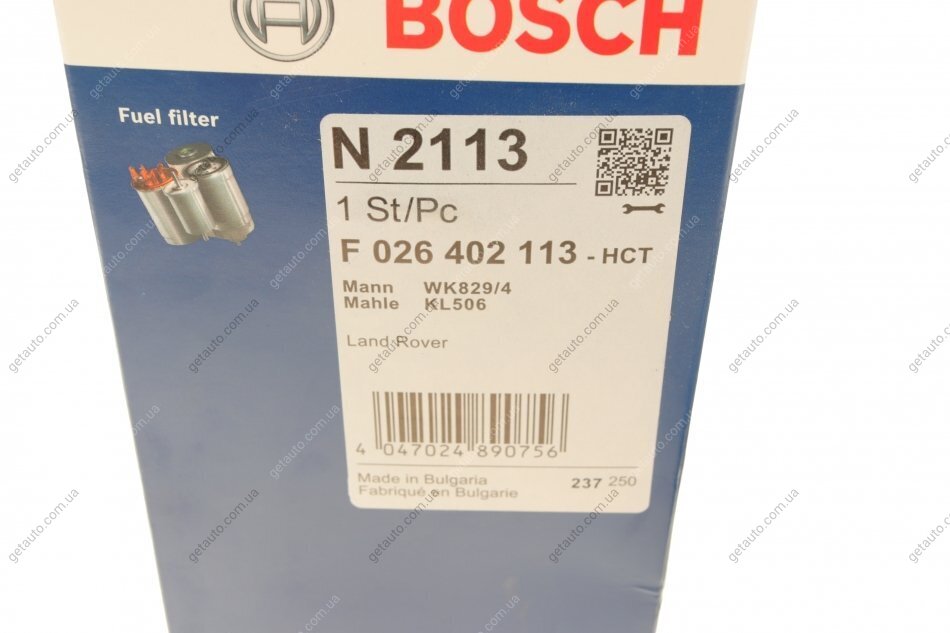 BOSCH
Fuel filter
N 2113
1 St/Pc
F 026 402 113 - HCT
Mann WK829/4
Mahle KL506
Land Rover
4 047024 890756
Made in Bulgaria
Fabriqué en Bulgarie
237 250
getauto.com.ua